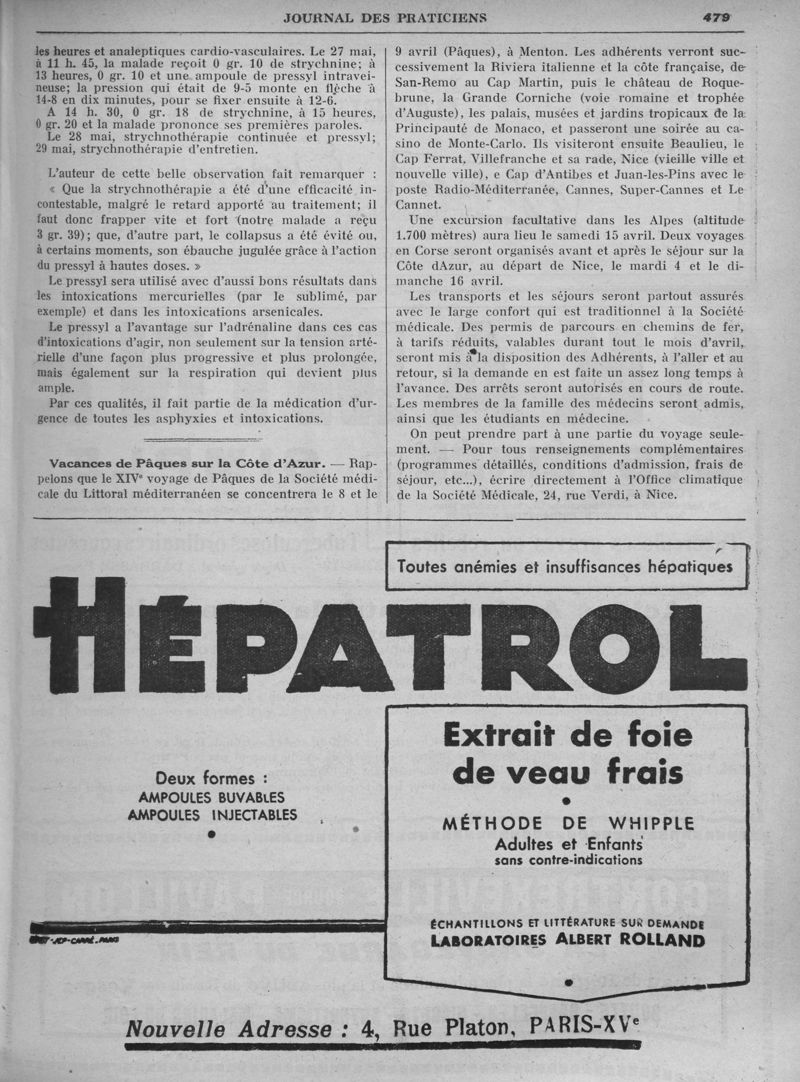 JOURNAL DES PRATICIENS 479
les heures et analeptiques cardio-vasculaires. Le 27 mai,
à 11 h. 45, la malade reçoit 0 gr. 10 de strychnine; à
13 heures, 0 gr. 10 et une ampoule de pressyl intravei-
neuse; la pression qui était de 9-5 monte en flèche à
14-8 en dix minutes, pour se fixer ensuite à 12-6.
A 14 h. 30, 0 gr. 18 de strychnine, à 15 heures,
0 gr. 20 et la malade prononce ses premières paroles.
Le 28 mai, strychnothérapie continuée et pressyl;
29 mai, strychnothérapie d'entretien.
L'auteur de cette belle observation fait remarquer :
« Que la strychnothérapie a été d'une efficacité in-
contestable, malgré le retard apporté au traitement; il
faut donc frapper vite et fort (notre malade a reçu
3 gr. 39); que, d'autre part, le collapsus a été évité ou,
à certains moments, son ébauche jugulée grâce à l'action
du pressyl à hautes doses. »
Le pressyl sera utilisé avec d'aussi bons résultats dans
les intoxications mercurielles (par le sublimé, par
exemple) et dans les intoxications arsenicales.
Le pressyl a l'avantage sur l'adrénaline dans ces cas
d'intoxications d'agir, non seulement sur la tension arté-
rielle d'une façon plus progressive et plus prolongée,
mais également sur la respiration qui devient plus
ample.
Par ces qualités, il fait partie de la médication d'ur-
gence de toutes les asphyxies et intoxications.
Vacances de Pâques sur la Côte d'Azur. — Rap-
pelons que le XIVe voyage de Pâques de la Société médi-
cale du Littoral méditerranéen se concentrera le 8 et le
9 avril (Pâques), à Menton. Les adhérents verront suc-
cessivement la Riviera italienne et la côte française, de
San-Remo au Cap Martin, puis le château de Roque-
brune, la Grande Corniche (voie romaine et trophée
d'Auguste), les palais, musées et jardins tropicaux de la
Principauté de Monaco, et passeront une soirée au ca-
sino de Monte-Carlo. Ils visiteront ensuite Beaulieu, le
Cap Ferrat, Villefranche et sa rade, Nice (vieille ville et
nouvelle ville), e Cap d'Antibes et Juan-les-Pins avec le
poste Radio-Méditerranée, Cannes, Super-Cannes et Le
Cannet.
Une excursion facultative dans les Alpes (altitude
1.700 mètres) aura lieu le samedi 15 avril. Deux voyages
en Corse seront organisés avant et après le séjour sur la
Côte dAzur, au départ de Nice, le mardi 4 et le di-
manche 16 avril.
Les transports et les séjours seront partout assurés
avec le large confort qui est traditionnel à la Société
médicale. Des permis de parcours en chemins de fer,
à tarifs réduits, valables durant tout le mois d'avril,
seront mis à la disposition des Adhérents, à l'aller et au
retour, si la demande en est faite un assez long temps à
l'avance. Des arrêts seront autorisés en cours de route.
Les membres de la famille des médecins seront admis,
ainsi que les étudiants en médecine.
On peut prendre part à une partie du voyage seule-
ment. — Pour tous renseignements complémentaires
(programmes détaillés, conditions d'admission, frais de
séjour, etc...), écrire directement à l'Office climatique
de la Société Médicale, 24, rue Verdi, à Nice.
Toutes anémies et insuffisances hépatiques
HÉPATROL
Deux formes :
AMPOULES BUVABLES
AMPOULES INJECTABLES
Extrait de foie
de veau frais
MÉTHODE DE WHIPPLE
Adultes et Enfants
sans contre-indications
ÉCHANTILLONS ET LITTÉRATURE SUR DEMANDE
LABORATOIRES ALBERT ROLLAND
Nouvelle Adresse : 4, Rue Platon, PARIS-XVe